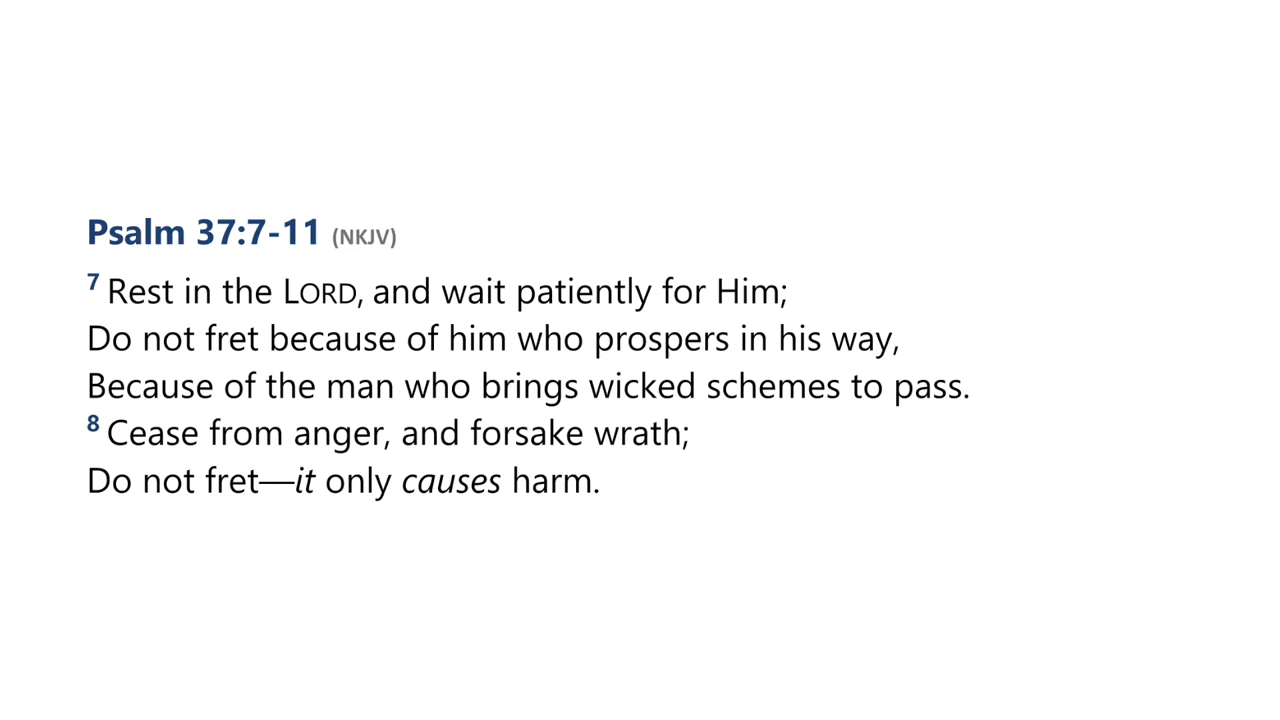 Psalm 37:7-11 (NKJV)
7 Rest in the LORD, and wait patiently for Him;
Do not fret because of him who prospers in his way,
Because of the man who brings wicked schemes to pass.
8 Cease from anger, and forsake wrath;
Do not fret—it only causes harm.